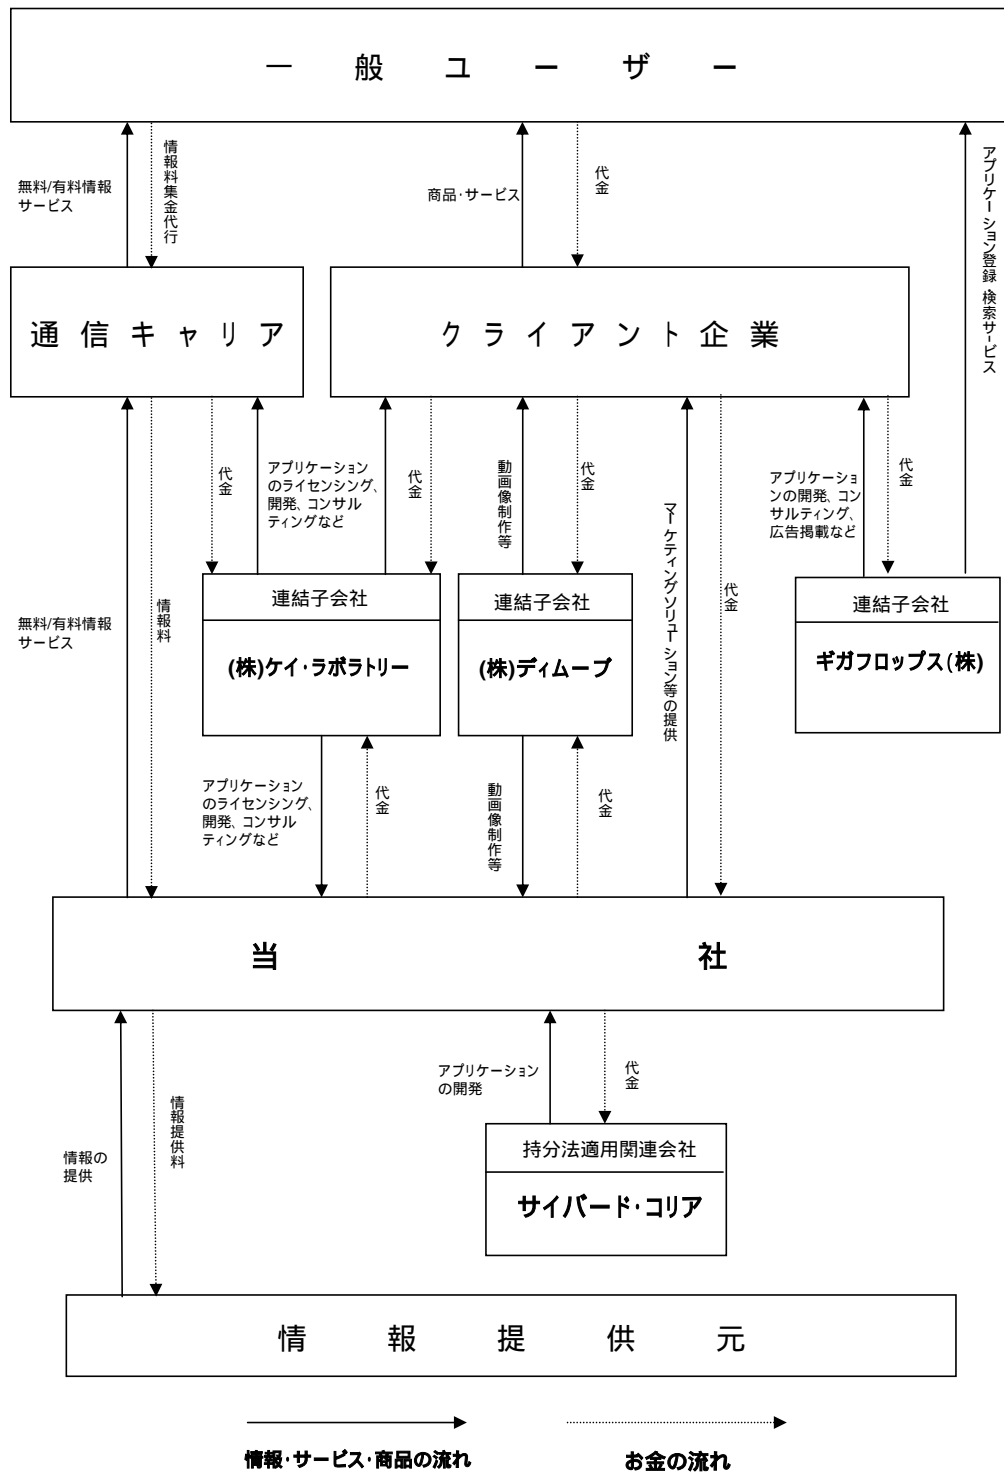 一般ユーザー
無料/有料情報
サービス
情報料集金代行
商品・サービス
代金
アプリケーション登録・検索サービス
通信キャリア
クライアント企業
代金
アプリケーション
のライセンシング、
開発、コンサル
ティングなど
代金
動画像制作等
代金
マーケティングソリューション等の提供
代金
アプリケーショ
ンの開発、コン
サルティング、
広告掲載など
代金
無料/有料情報
サービス
情報料
連結子会社
(株)ケイ・ラボラトリー
連結子会社
(株)ディムーブ
連結子会社
ギガフロップス(株)
アプリケーション
のライセンシング、
開発、コンサル
ティングなど
代金
動画像制作等
代金
当社
情報の
提供
情報提供料
アプリケーション
の開発
代金
持分法適用関連会社
サイバード・コリア
情報提供元
情報・サービス・商品の流れ
お金の流れ